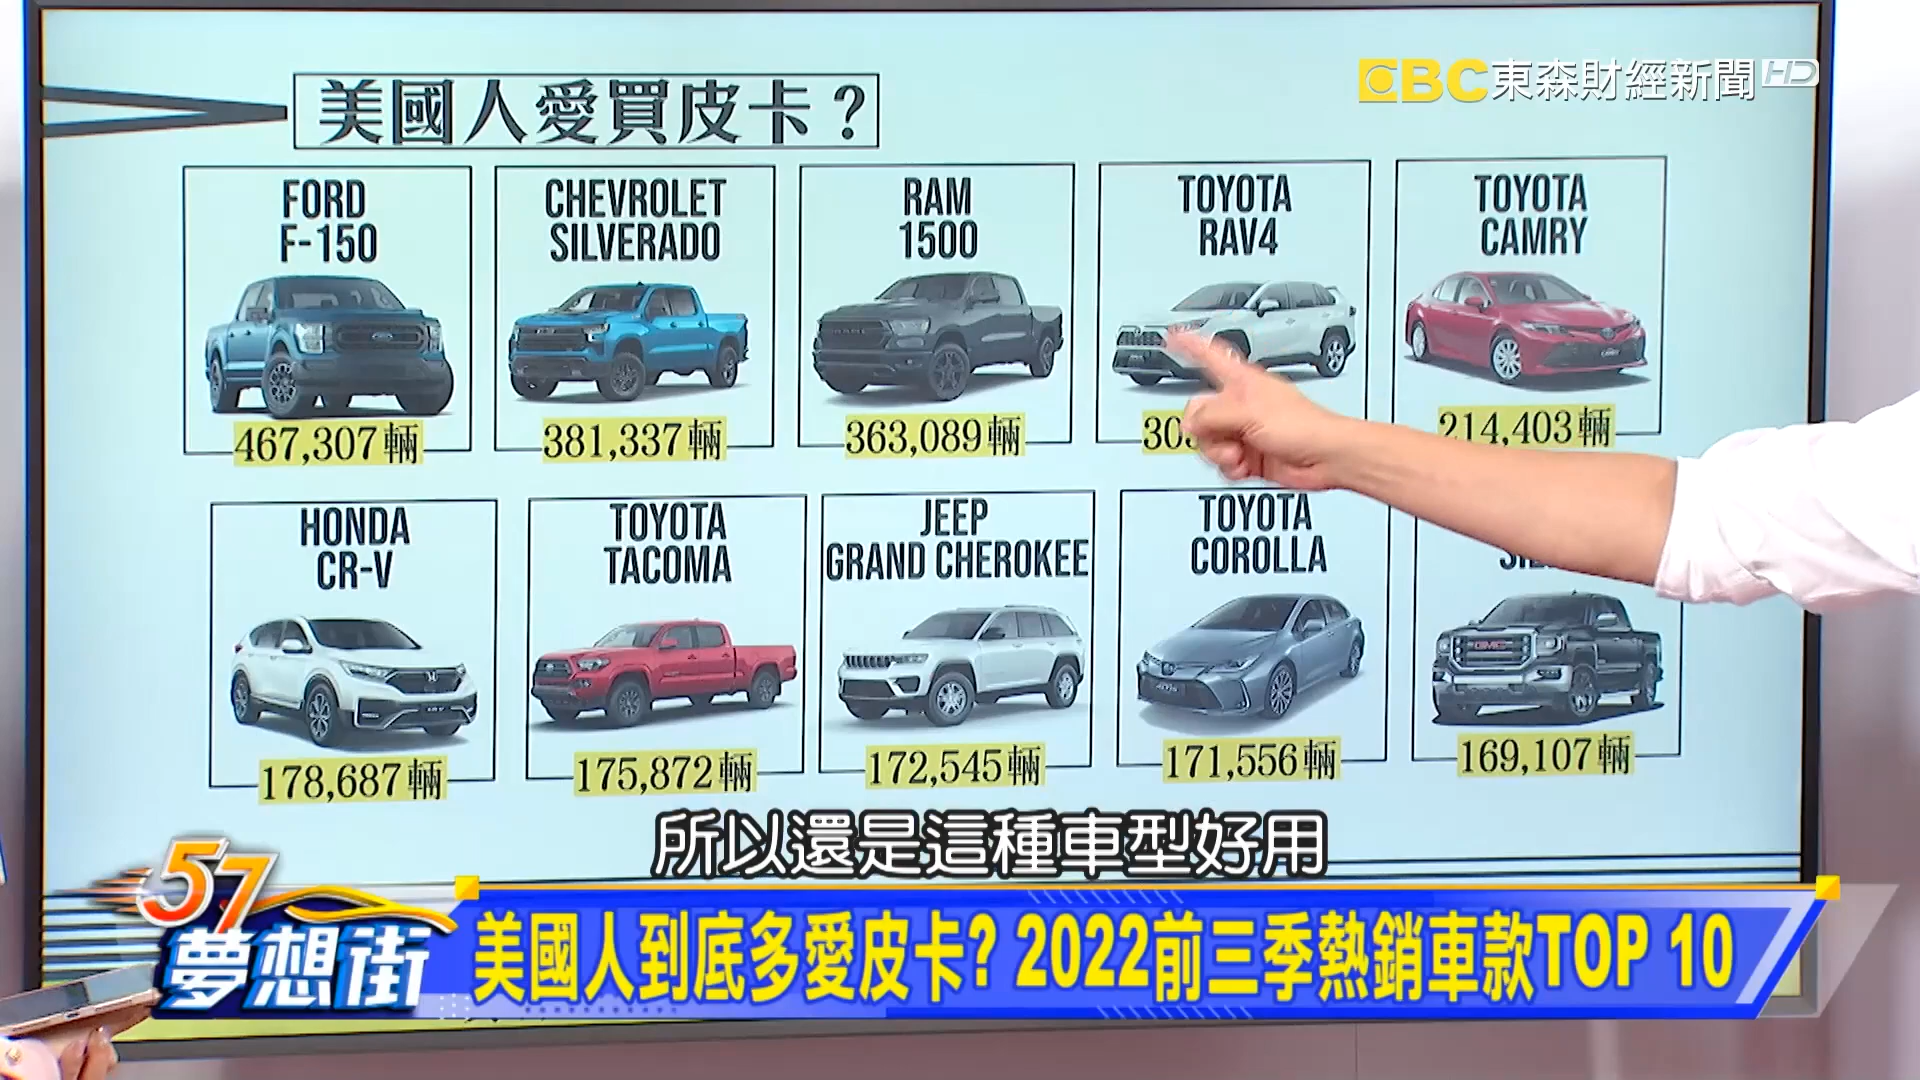 EBC 東森財經新聞 HD
美國人愛買皮卡？
FORD
F-150
467,307輛
CHEVROLET
SILVERADO
381,337輛
RAM
1500
363,089輛
TOYOTA
RAV4
TOYOTA
CAMRY
214,403輛
HONDA
CR-V
178,687輛
TOYOTA
TACOMA
175,872輛
JEEP
GRAND CHEROKEE
172,545輛
TOYOTA
COROLLA
171,556輛
GMC
169,107輛
所以還是這種車型好用
57
夢想街
美國人到底多愛皮卡? 2022前三季熱銷車款TOP 10